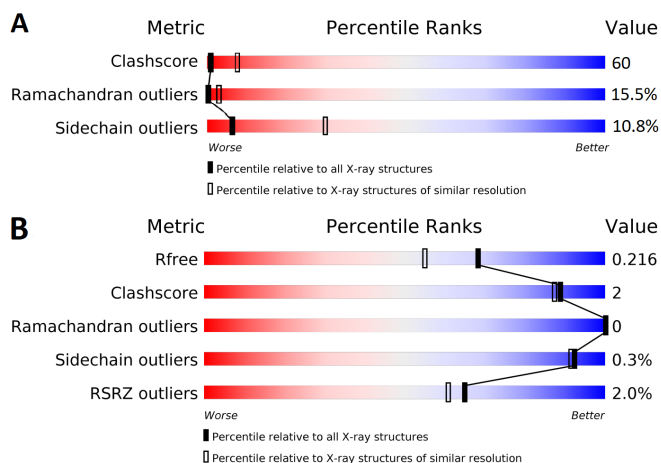 A
Metric Percentile Ranks Value
Clashscore 60
Ramachandran outliers 15.5%
Sidechain outliers 10.8%
Worse Better
Percentile relative to all X-ray structures
Percentile relative to X-ray structures of similar resolution
B
Metric Percentile Ranks Value
Rfree 0.216
Clashscore 2
Ramachandran outliers 0
Sidechain outliers 0.3%
RSRZ outliers 2.0%
Worse Better
Percentile relative to all X-ray structures
Percentile relative to X-ray structures of similar resolution